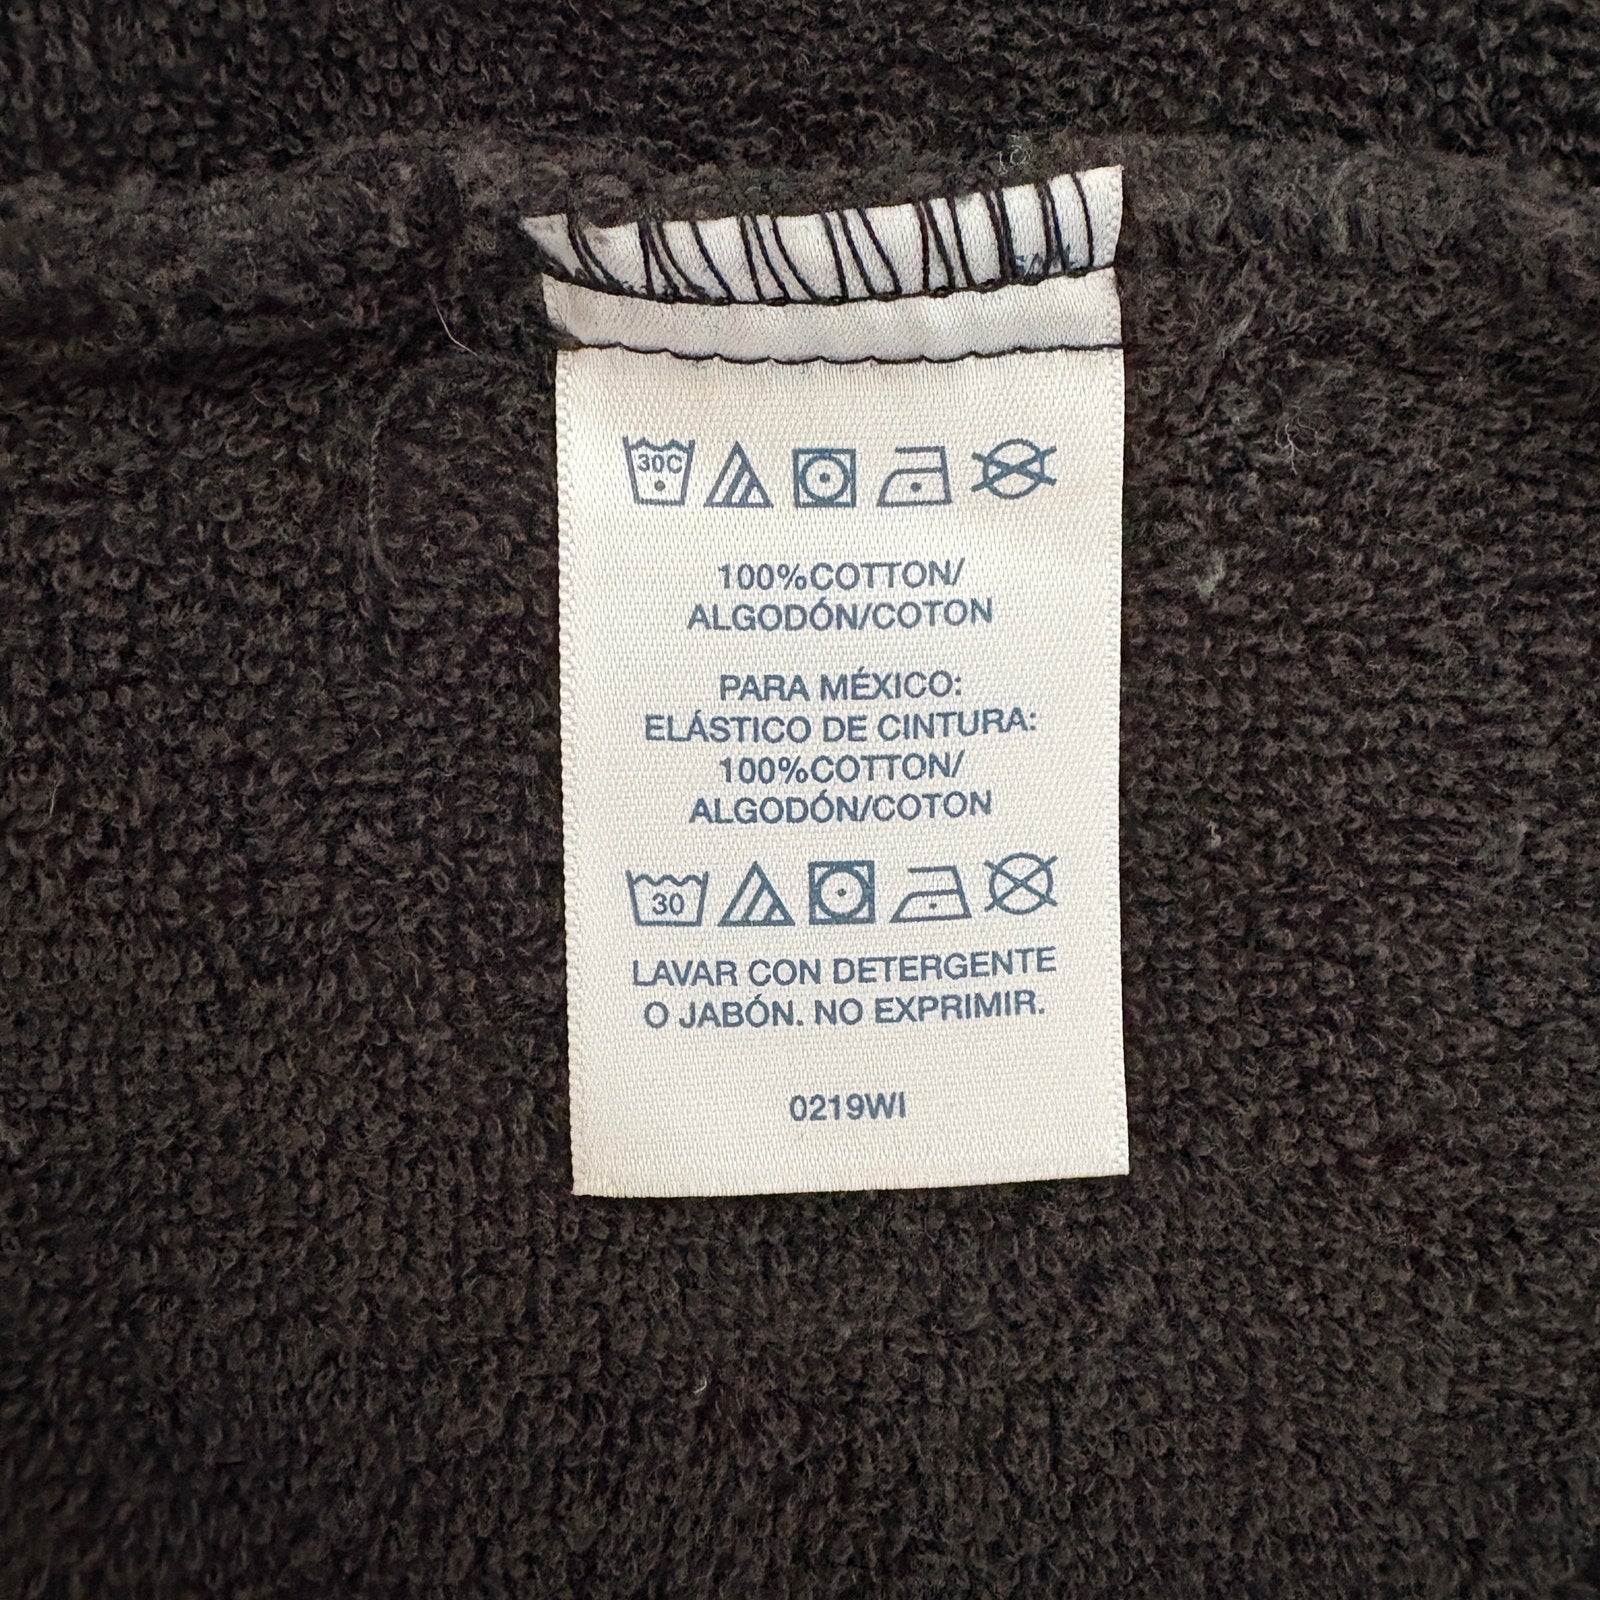 30C
100%COTTON/
ALGODÓN/COTON
PARA MÉXICO:
ELÁSTICO DE CINTURA:
100%COTTON/
ALGODÓN/COTON
30
LAVAR CON DETERGENTE
O JABÓN. NO EXPRIMIR.
0219WI